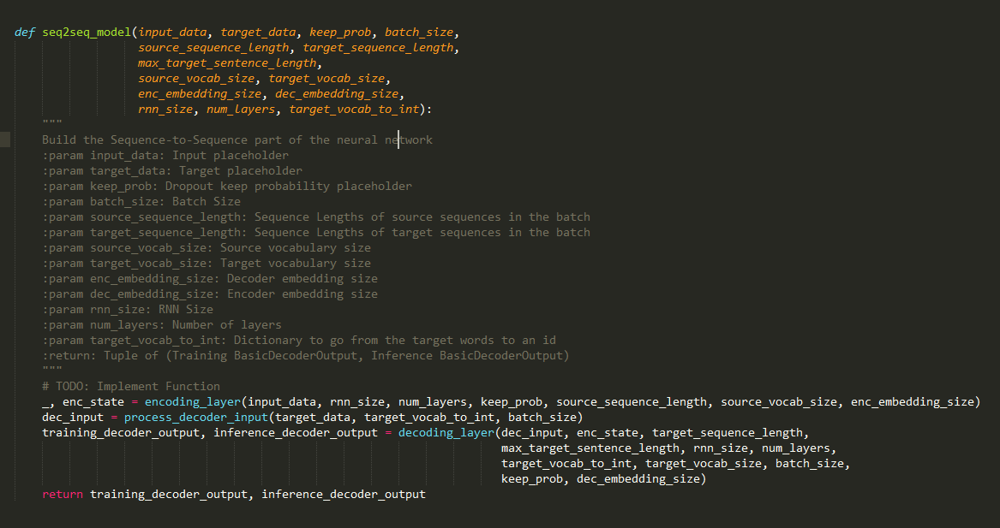 def seq2seq_model(input_data, target_data, keep_prob, batch_size,
source_sequence_length, target_sequence_length,
max_target_sentence_length,
source_vocab_size, target_vocab_size,
enc_embedding_size, dec_embedding_size,
rnn_size, num_layers, target_vocab_to_int):
"""
Build the Sequence-to-Sequence part of the neural network
:param input_data: Input placeholder
:param target_data: Target placeholder
:param keep_prob: Dropout keep probability placeholder
:param batch_size: Batch Size
:param source_sequence_length: Sequence Lengths of source sequences in the batch
:param target_sequence_length: Sequence Lengths of target sequences in the batch
:param source_vocab_size: Source vocabulary size
:param target_vocab_size: Target vocabulary size
:param enc_embedding_size: Decoder embedding size
:param dec_embedding_size: Encoder embedding size
:param rnn_size: RNN Size
:param num_layers: Number of layers
:param target_vocab_to_int: Dictionary to go from the target words to an id
:return: Tuple of (Training BasicDecoderOutput, Inference BasicDecoderOutput)
"""
# TODO: Implement Function
_, enc_state = encoding_layer(input_data, rnn_size, num_layers, keep_prob, source_sequence_length, source_vocab_size, enc_embedding_size)
dec_input = process_decoder_input(target_data, target_vocab_to_int, batch_size)
training_decoder_output, inference_decoder_output = decoding_layer(dec_input, enc_state, target_sequence_length,
max_target_sentence_length, rnn_size, num_layers,
target_vocab_to_int, target_vocab_size, batch_size,
keep_prob, dec_embedding_size)
return training_decoder_output, inference_decoder_output